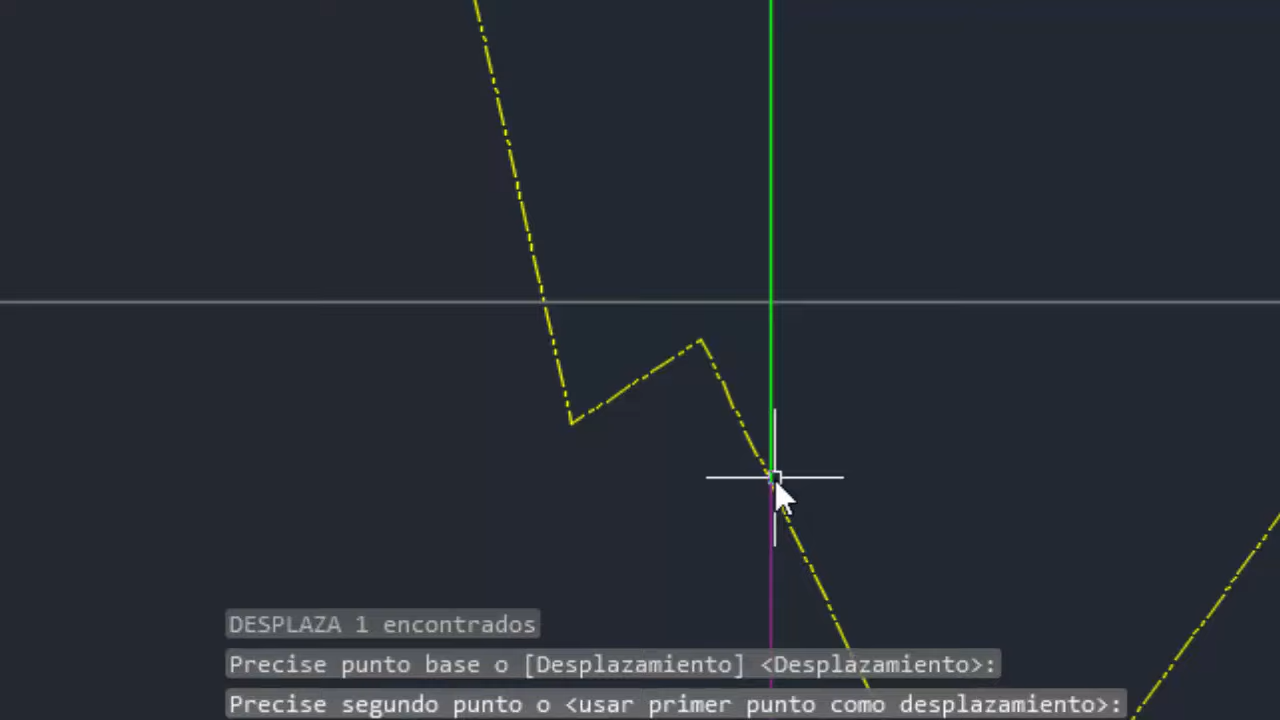 DESPLAZA 1 encontrados
Precise punto base o [Desplazamiento] <Desplazamiento>:
Precise segundo punto o <usar primer punto como desplazamiento>: